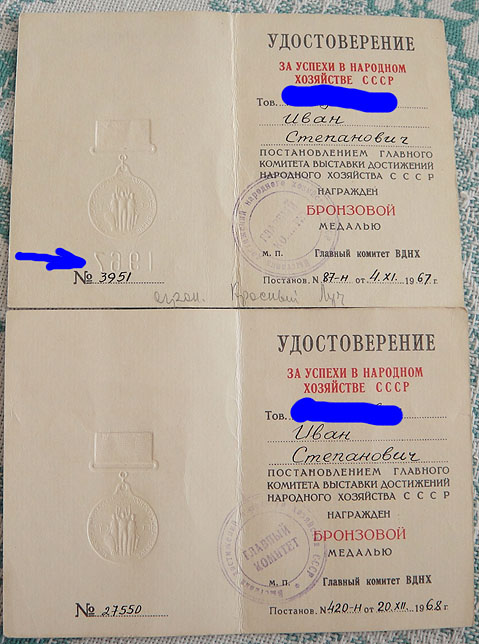 УДОСТОВЕРЕНИЕ
ЗА УСПЕХИ В НАРОДНОМ
ХОЗЯЙСТВЕ СССР
Тов.
Иван
Степанович
ПОСТАНОВЛЕНИЕМ ГЛАВНОГО
КОМИТЕТА ВЫСТАВКИ ДОСТИЖЕНИЙ
НАРОДНОГО ХОЗЯЙСТВА СССР
НАГРАЖДЕН
БРОНЗОВОЙ
МЕДАЛЬЮ
М. П. Главный комитет ВДНХ
Постанов. № 87-н от 4.XI. 1967 г.
1967
№ 3951
Красный Луч
УДОСТОВЕРЕНИЕ
ЗА УСПЕХИ В НАРОДНОМ
ХОЗЯЙСТВЕ СССР
Тов.
Иван
Степанович
ПОСТАНОВЛЕНИЕМ ГЛАВНОГО
КОМИТЕТА ВЫСТАВКИ ДОСТИЖЕНИЙ
НАРОДНОГО ХОЗЯЙСТВА СССР
НАГРАЖДЕН
БРОНЗОВОЙ
МЕДАЛЬЮ
ГЛАВНЫЙ
КОМИТЕТ
М. П. Главный комитет ВДНХ
Постанов. № 420-н от 20.XII. 1968 г.
№ 27550